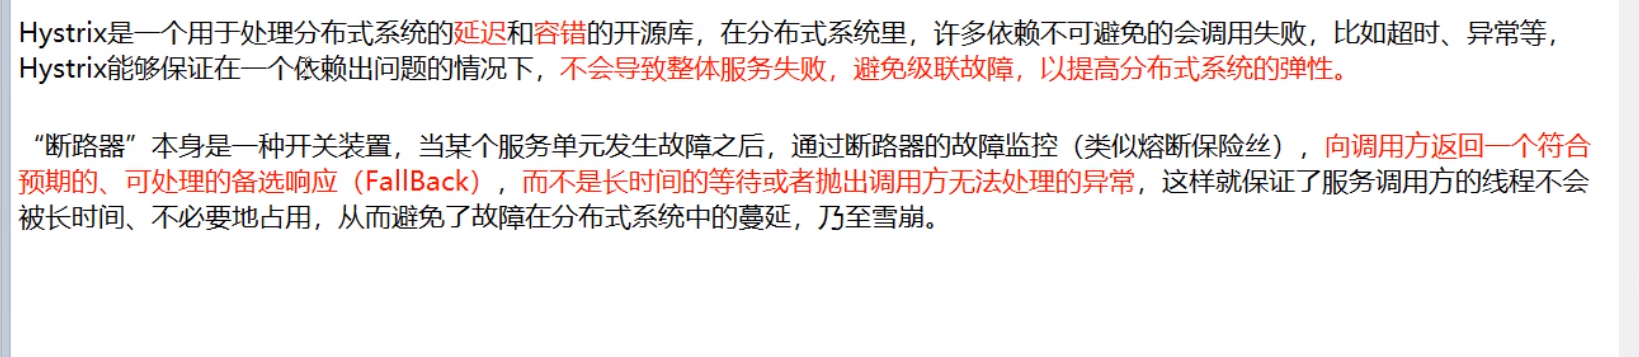 Hystrix是一个用于处理分布式系统的延迟和容错的开源库，在分布式系统里，许多依赖不可避免的会调用失败，比如超时、异常等，
Hystrix能够保证在一个依赖出问题的情况下，不会导致整体服务失败，避免级联故障，以提高分布式系统的弹性。
“断路器”本身是一种开关装置，当某个服务单元发生故障之后，通过断路器的故障监控（类似熔断保险丝），向调用方返回一个符合
预期的、可处理的备选响应（FallBack），而不是长时间的等待或者抛出调用方无法处理的异常，这样就保证了服务调用方的线程不会
被长时间、不必要地占用，从而避免了故障在分布式系统中的蔓延，乃至雪崩。